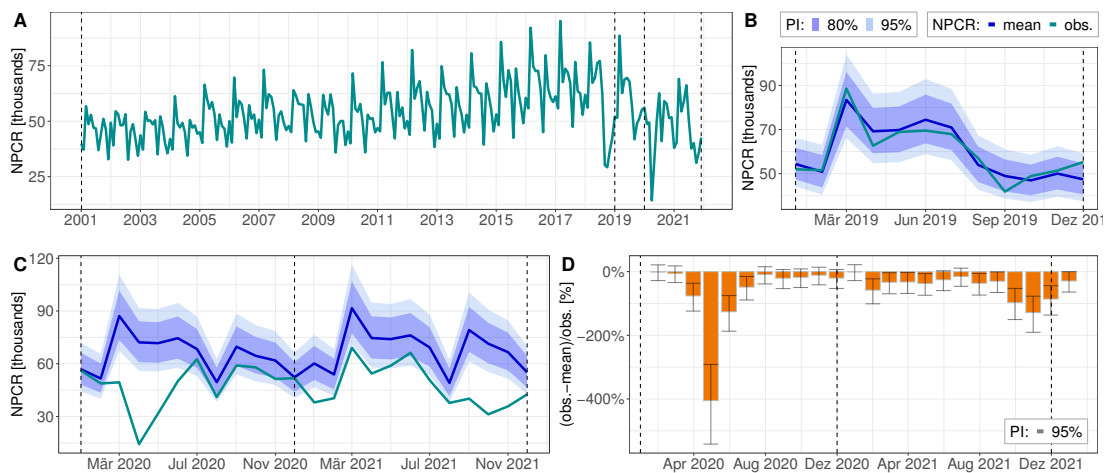 A
NPCR [thousands]
75
50
25
2001 2003 2005 2007 2009 2011 2013 2015 2017 2019 2021
PI: 80% 95%
NPCR: mean obs.
B
NPCR [thousands]
90
70
50
Mär 2019 Jun 2019 Sep 2019 Dez 201
C
NPCR [thousands]
120
90
60
30
Mär 2020 Jul 2020 Nov 2020 Mär 2021 Jul 2021 Nov 2021
D
(obs.−mean)/obs. [%]
0%
−200%
−400%
PI: 95%
Apr 2020 Aug 2020 Dez 2020 Apr 2021 Aug 2021 Dez 2021